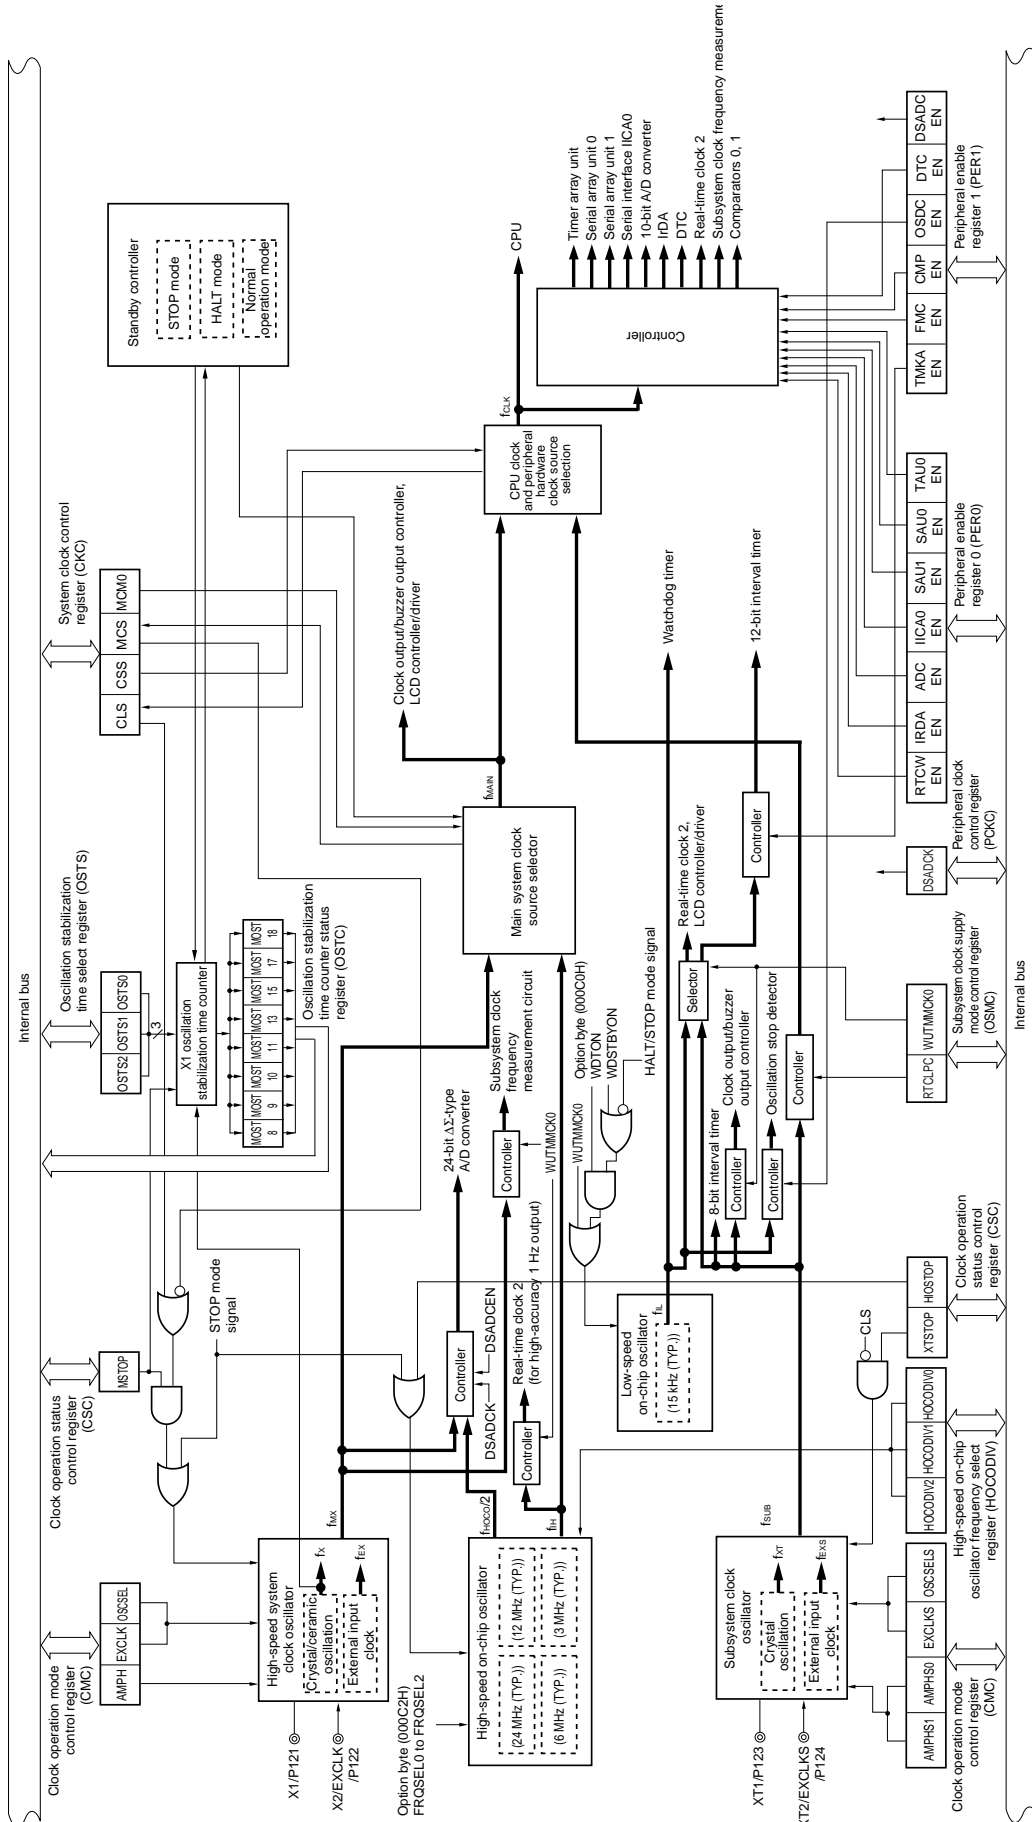 Internal bus
Clock operation mode
control register
(CMC)
AMPH
EXCLK
OSCSEL
Clock operation status
control register
(CSC)
MSTOP
Oscillation stabilization
time select register (OSTS)
OSTS2
OSTS1
OSTS0
3
System clock control
register (CKC)
CLS
CSS
MCS
MCM0
Standby controller
STOP mode
HALT mode
Normal
operation mode
X1 oscillation
stabilization time counter
MOST
8
MOST
9
MOST
10
MOST
11
MOST
13
MOST
15
MOST
17
MOST
18
Oscillation stabilization
time counter status
register (OSTC)
STOP mode
signal
X1/P121
X2/EXCLK
/P122
High-speed system
clock oscillator
Crystal/ceramic
oscillation
External input
clock
fX
fEX
fMX
Option byte (000C2H)
FRQSEL0 to FRQSEL2
High-speed on-chip oscillator
(24 MHz (TYP.))
(12 MHz (TYP.))
(6 MHz (TYP.))
(3 MHz (TYP.))
fHOCO/2
fIH
Controller
DSADCK
DSADCEN
24-bit ΔΣ-type
A/D converter
Controller
Subsystem clock
frequency
measurement circuit
Controller
Real-time clock 2
(for high-accuracy 1 Hz output)
WUTMMCK0
Main system clock
source selector
fMAIN
Clock output/buzzer output controller,
LCD controller/driver
CPU clock
and peripheral
hardware
clock source
selection
fCLK
CPU
Controller
Timer array unit
Serial array unit 0
Serial array unit 1
Serial interface IICA0
10-bit A/D converter
IrDA
DTC
Real-time clock 2
Subsystem clock frequency measureme
Comparators 0, 1
Option byte (000C0H)
WUTMMCK0
WDTON
WDSTBYON
HALT/STOP mode signal
Low-speed
on-chip oscillator
(15 kHz (TYP.))
fIL
Watchdog timer
Selector
Real-time clock 2,
LCD controller/driver
Controller
12-bit interval timer
8-bit interval timer
Controller
Clock output/buzzer
output controller
Controller
Oscillation stop detector
Controller
CLS
XT1/P123
XT2/EXCLKS
/P124
Subsystem clock
oscillator
Crystal
oscillation
External input
clock
fXT
fEXS
fSUB
AMPHS1
AMPHS0
EXCLKS
OSCSELS
Clock operation mode
control register
(CMC)
HOCODIV2
HOCODIV1
HOCODIV0
High-speed on-chip
oscillator frequency select
register (HOCODIV)
XTSTOP
HIOSTOP
Clock operation
status control
register (CSC)
RTCLPC
WUTMMCK0
Subsystem clock supply
mode control register
(OSMC)
DSADCK
Peripheral clock
control register
(PCKC)
RTCW
EN
IRDA
EN
ADC
EN
IICA0
EN
SAU1
EN
SAU0
EN
TAU0
EN
Peripheral enable
register 0 (PER0)
TMKA
EN
FMC
EN
CMP
EN
OSDC
EN
DTC
EN
DSADC
EN
Peripheral enable
register 1 (PER1)
Internal bus